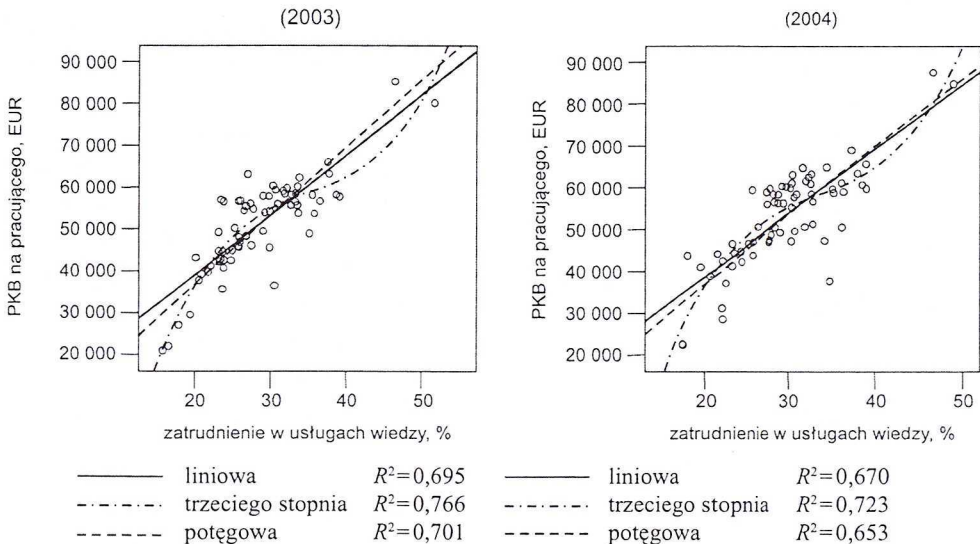 (2003)
PKB na pracującego, EUR
90 000
80 000
70 000
60 000
50 000
40 000
30 000
20 000
20 30 40 50
zatrudnienie w usługach wiedzy, %
liniowa R²=0,695
trzeciego stopnia R²=0,766
potęgowa R²=0,701
(2004)
PKB na pracującego, EUR
90 000
80 000
70 000
60 000
50 000
40 000
30 000
20 000
20 30 40 50
zatrudnienie w usługach wiedzy, %
liniowa R²=0,670
trzeciego stopnia R²=0,723
potęgowa R²=0,653